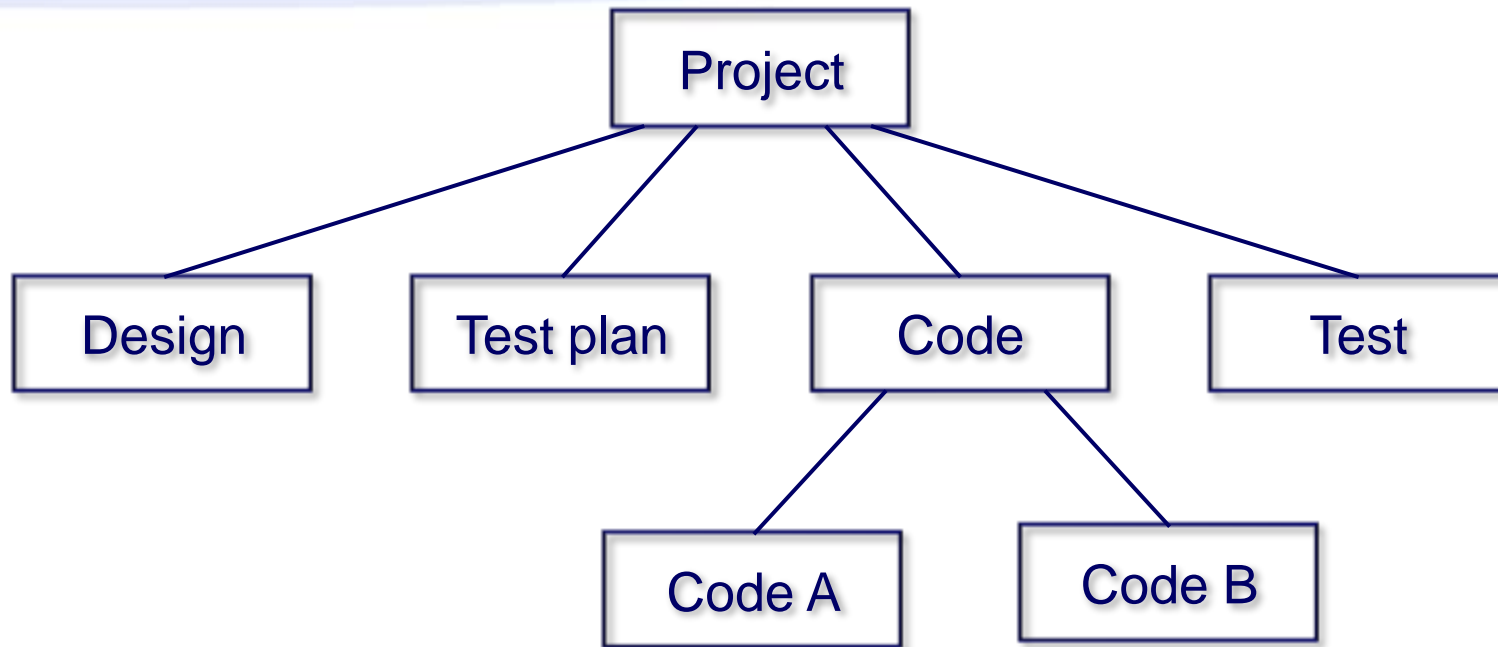 Project
Design
Test plan
Code
Test
Code A
Code B